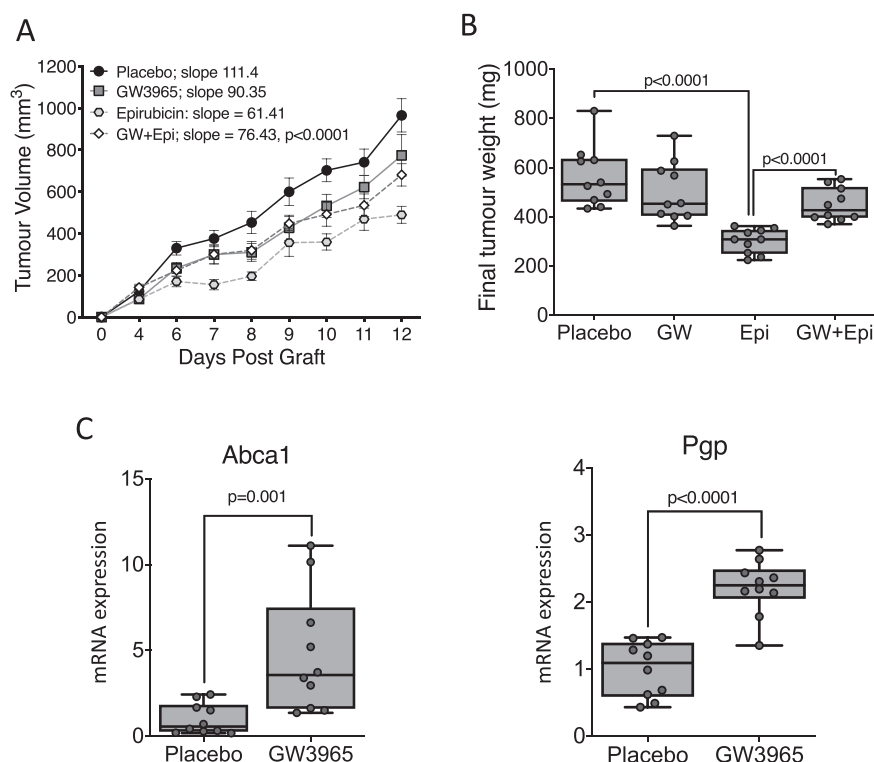 A
Tumour Volume (mm³)
1200
1000
800
600
400
200
0
Placebo; slope 111.4
GW3965; slope 90.35
Epirubicin: slope = 61.41
GW+Epi; slope = 76.43, p<0.0001
0 4 6 7 8 9 10 11 12
Days Post Graft
B
Final tumour weight (mg)
1000
800
600
400
200
0
p<0.0001
p<0.0001
Placebo GW Epi GW+Epi
C
Abca1
mRNA expression
15
10
5
0
p=0.001
Placebo GW3965
Pgp
mRNA expression
4
3
2
1
0
p<0.0001
Placebo GW3965